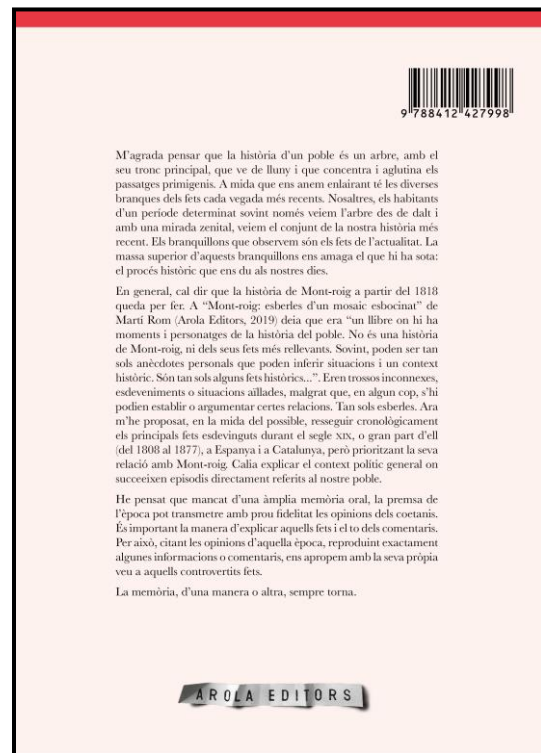 9 788412 427998
M'agrada pensar que la història d'un poble és un arbre, amb el
seu tronc principal, que ve de lluny i que concentra i aglutina els
passatges primigenis. A mida que ens anem enlairant té les diverses
branques dels fets cada vegada més recents. Nosaltres, els habitants
d'un període determinat sovint només veiem l'arbre des de dalt i
amb una mirada zenital, veiem el conjunt de la nostra història més
recent. Els branquillons que observem són els fets de l'actualitat. La
massa superior d'aquests branquillons ens amaga el que hi ha sota:
el procés històric que ens du als nostres dies.
En general, cal dir que la història de Mont-roig a partir del 1818
queda per fer. A "Mont-roig: esberles d'un mosaic esbocinat" de
Martí Rom (Arola Editors, 2019) deia que era "un llibre on hi ha
moments i personatges de la història del poble. No és una història
de Mont-roig, ni dels seus fets més rellevants. Sovint, poden ser tan
sols anècdotes personals que poden inferir situacions i un context
històric. Són tan sols alguns fets històrics...". Eren trossos inconnexes,
esdeveniments o situacions aïllades, malgrat que, en algun cop, s'hi
podien establir o argumentar certes relacions. Tan sols esberles. Ara
m'he proposat, en la mida del possible, resseguir cronològicament
els principals fets esdevinguts durant el segle XIX, o gran part d'ell
(del 1808 al 1877), a Espanya i a Catalunya, però prioritzant la seva
relació amb Mont-roig. Calia explicar el context polític general on
succeeixen episodis directament referits al nostre poble.
He pensat que mancat d'una àmplia memòria oral, la premsa de
l'època pot transmetre amb prou fidelitat les opinions dels coetanis.
És important la manera d'explicar aquells fets i el to dels comentaris.
Per això, citant les opinions d'aquella època, reproduint exactament
algunes informacions o comentaris, ens apropem amb la seva pròpia
veu a aquells controvertits fets.
La memòria, d'una manera o altra, sempre torna.
AROLA EDITORS